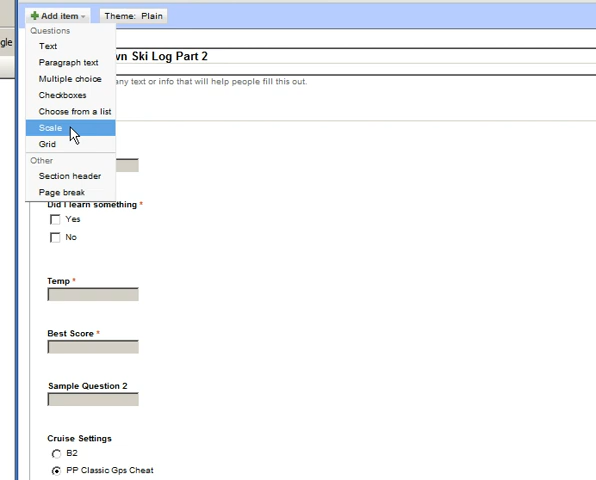 Add item
Theme: Plain
gle
Questions
Text
wn Ski Log Part 2
Paragraph text
Multiple choice
any text or info that will help people fill this out.
Checkboxes
Choose from a list
Scale
Grid
Other
Section header
Page break
Did I learn something *
Yes
No
Temp *
Best Score *
Sample Question 2
Cruise Settings
B2
PP Classic Gps Cheat